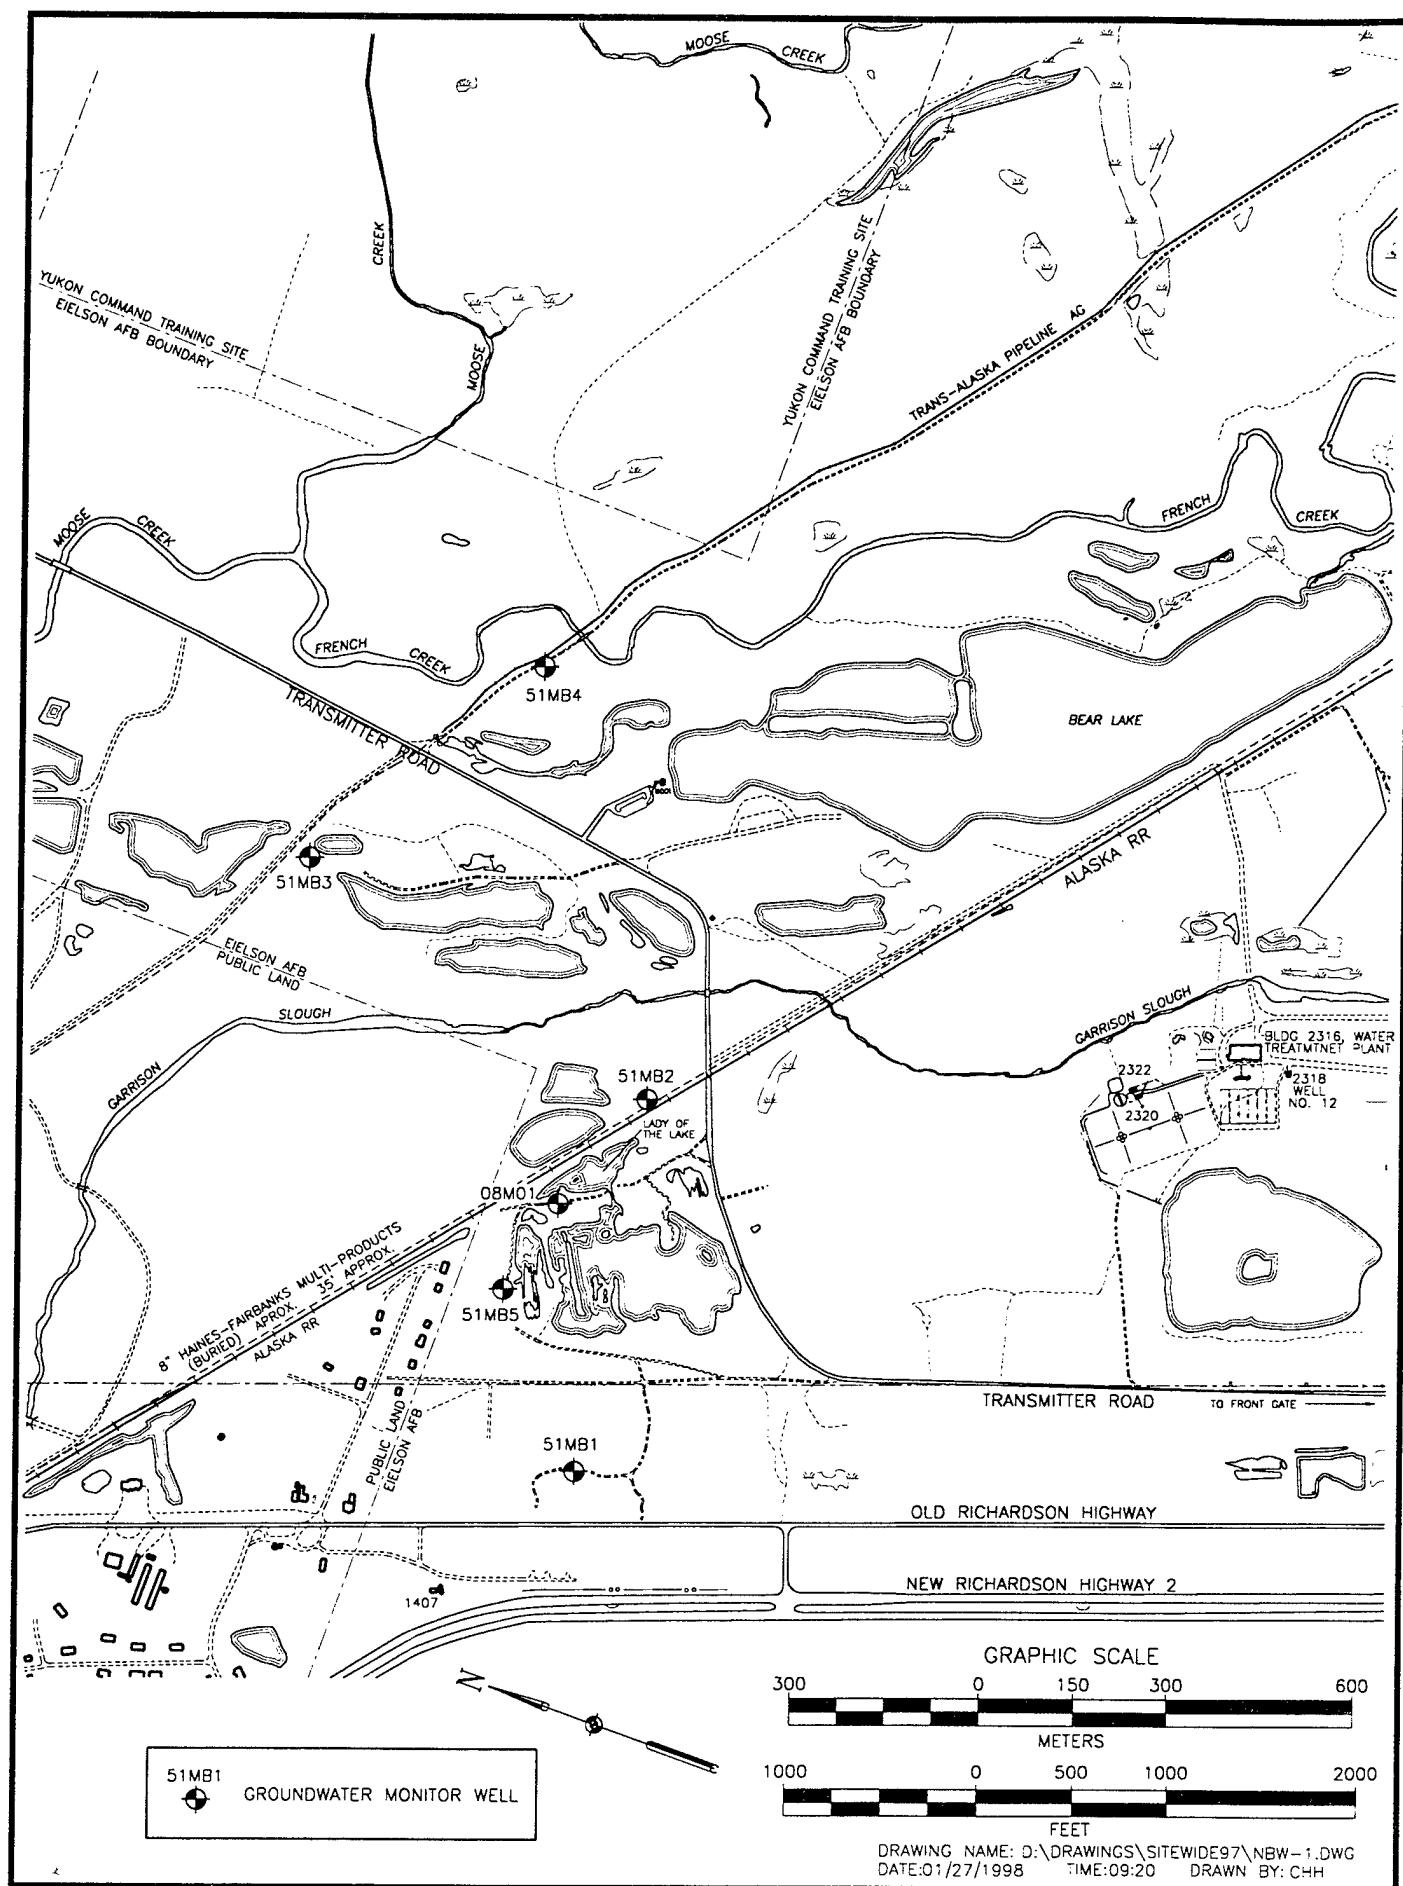 MOOSE CREEK
CREEK
MOOSE
YUKON COMMAND TRAINING SITE
EIELSON AFB BOUNDARY
YUKON COMMAND TRAINING SITE
EIELSON AFB BOUNDARY
TRANS-ALASKA PIPELINE AG
MOOSE CREEK
FRENCH CREEK
FRENCH CREEK
51MB4
TRANSMITTER ROAD
BEAR LAKE
51MB3
ALASKA RR
EIELSON AFB
PUBLIC LAND
SLOUGH
GARRISON
GARRISON SLOUGH
BLDG 2316, WATER
TREATMTNET PLANT
2322
2320
2318
WELL
NO. 12
51MB2
LADY OF
THE LAKE
08M01
51MB5
8" HAINES-FAIRBANKS MULTI-PRODUCTS
(BURIED) APROX. 35' APPROX.
ALASKA RR
PUBLIC LAND
EIELSON AFB
TRANSMITTER ROAD
TO FRONT GATE
51MB1
OLD RICHARDSON HIGHWAY
NEW RICHARDSON HIGHWAY 2
1407
N
GRAPHIC SCALE
300 0 150 300 600
METERS
1000 0 500 1000 2000
FEET
51MB1
GROUNDWATER MONITOR WELL
DRAWING NAME: D:\DRAWINGS\SITEWIDE97\NBW-1.DWG
DATE:01/27/1998 TIME:09:20 DRAWN BY: CHH